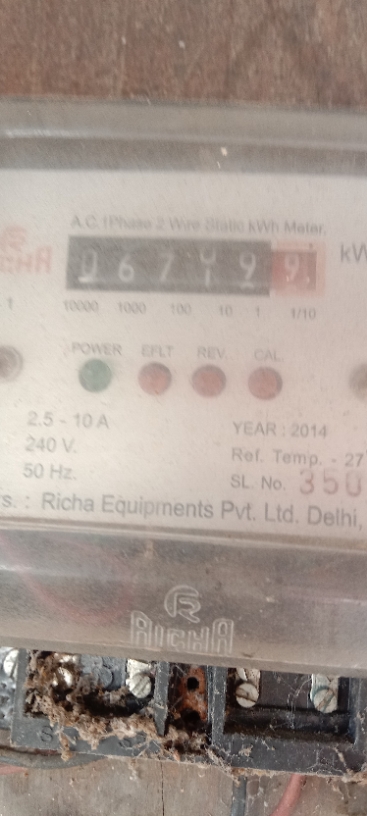 A.C.1Phase 2 Wire Static kWh Meter,
RICHA
0 6 7 9 9 kW
10000 1000 100 10 1 1/10
POWER EFLT REV. CAL.
2.5 - 10 A
240 V.
50 Hz.
YEAR : 2014
Ref. Temp. - 27
SL. No. 350
s. : Richa Equipments Pvt. Ltd. Delhi,
RICHA